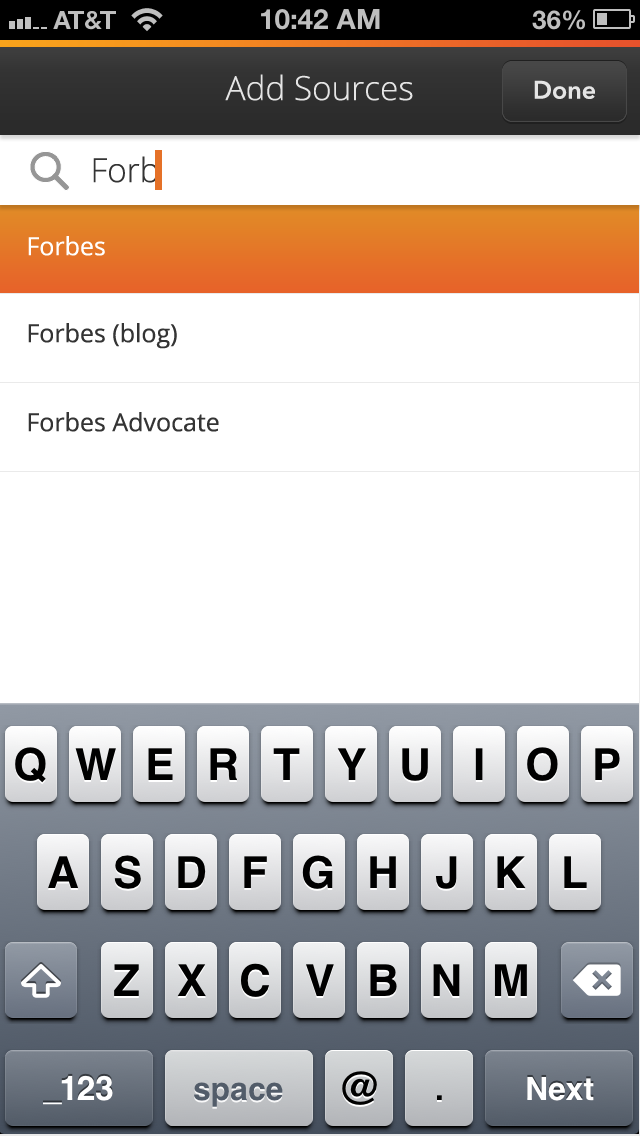 AT&T 10:42 AM 36%
Add Sources Done
Forb
Forbes
Forbes (blog)
Forbes Advocate
Q W E R T Y U I O P
A S D F G H J K L
Z X C V B N M
_123 space @ . Next